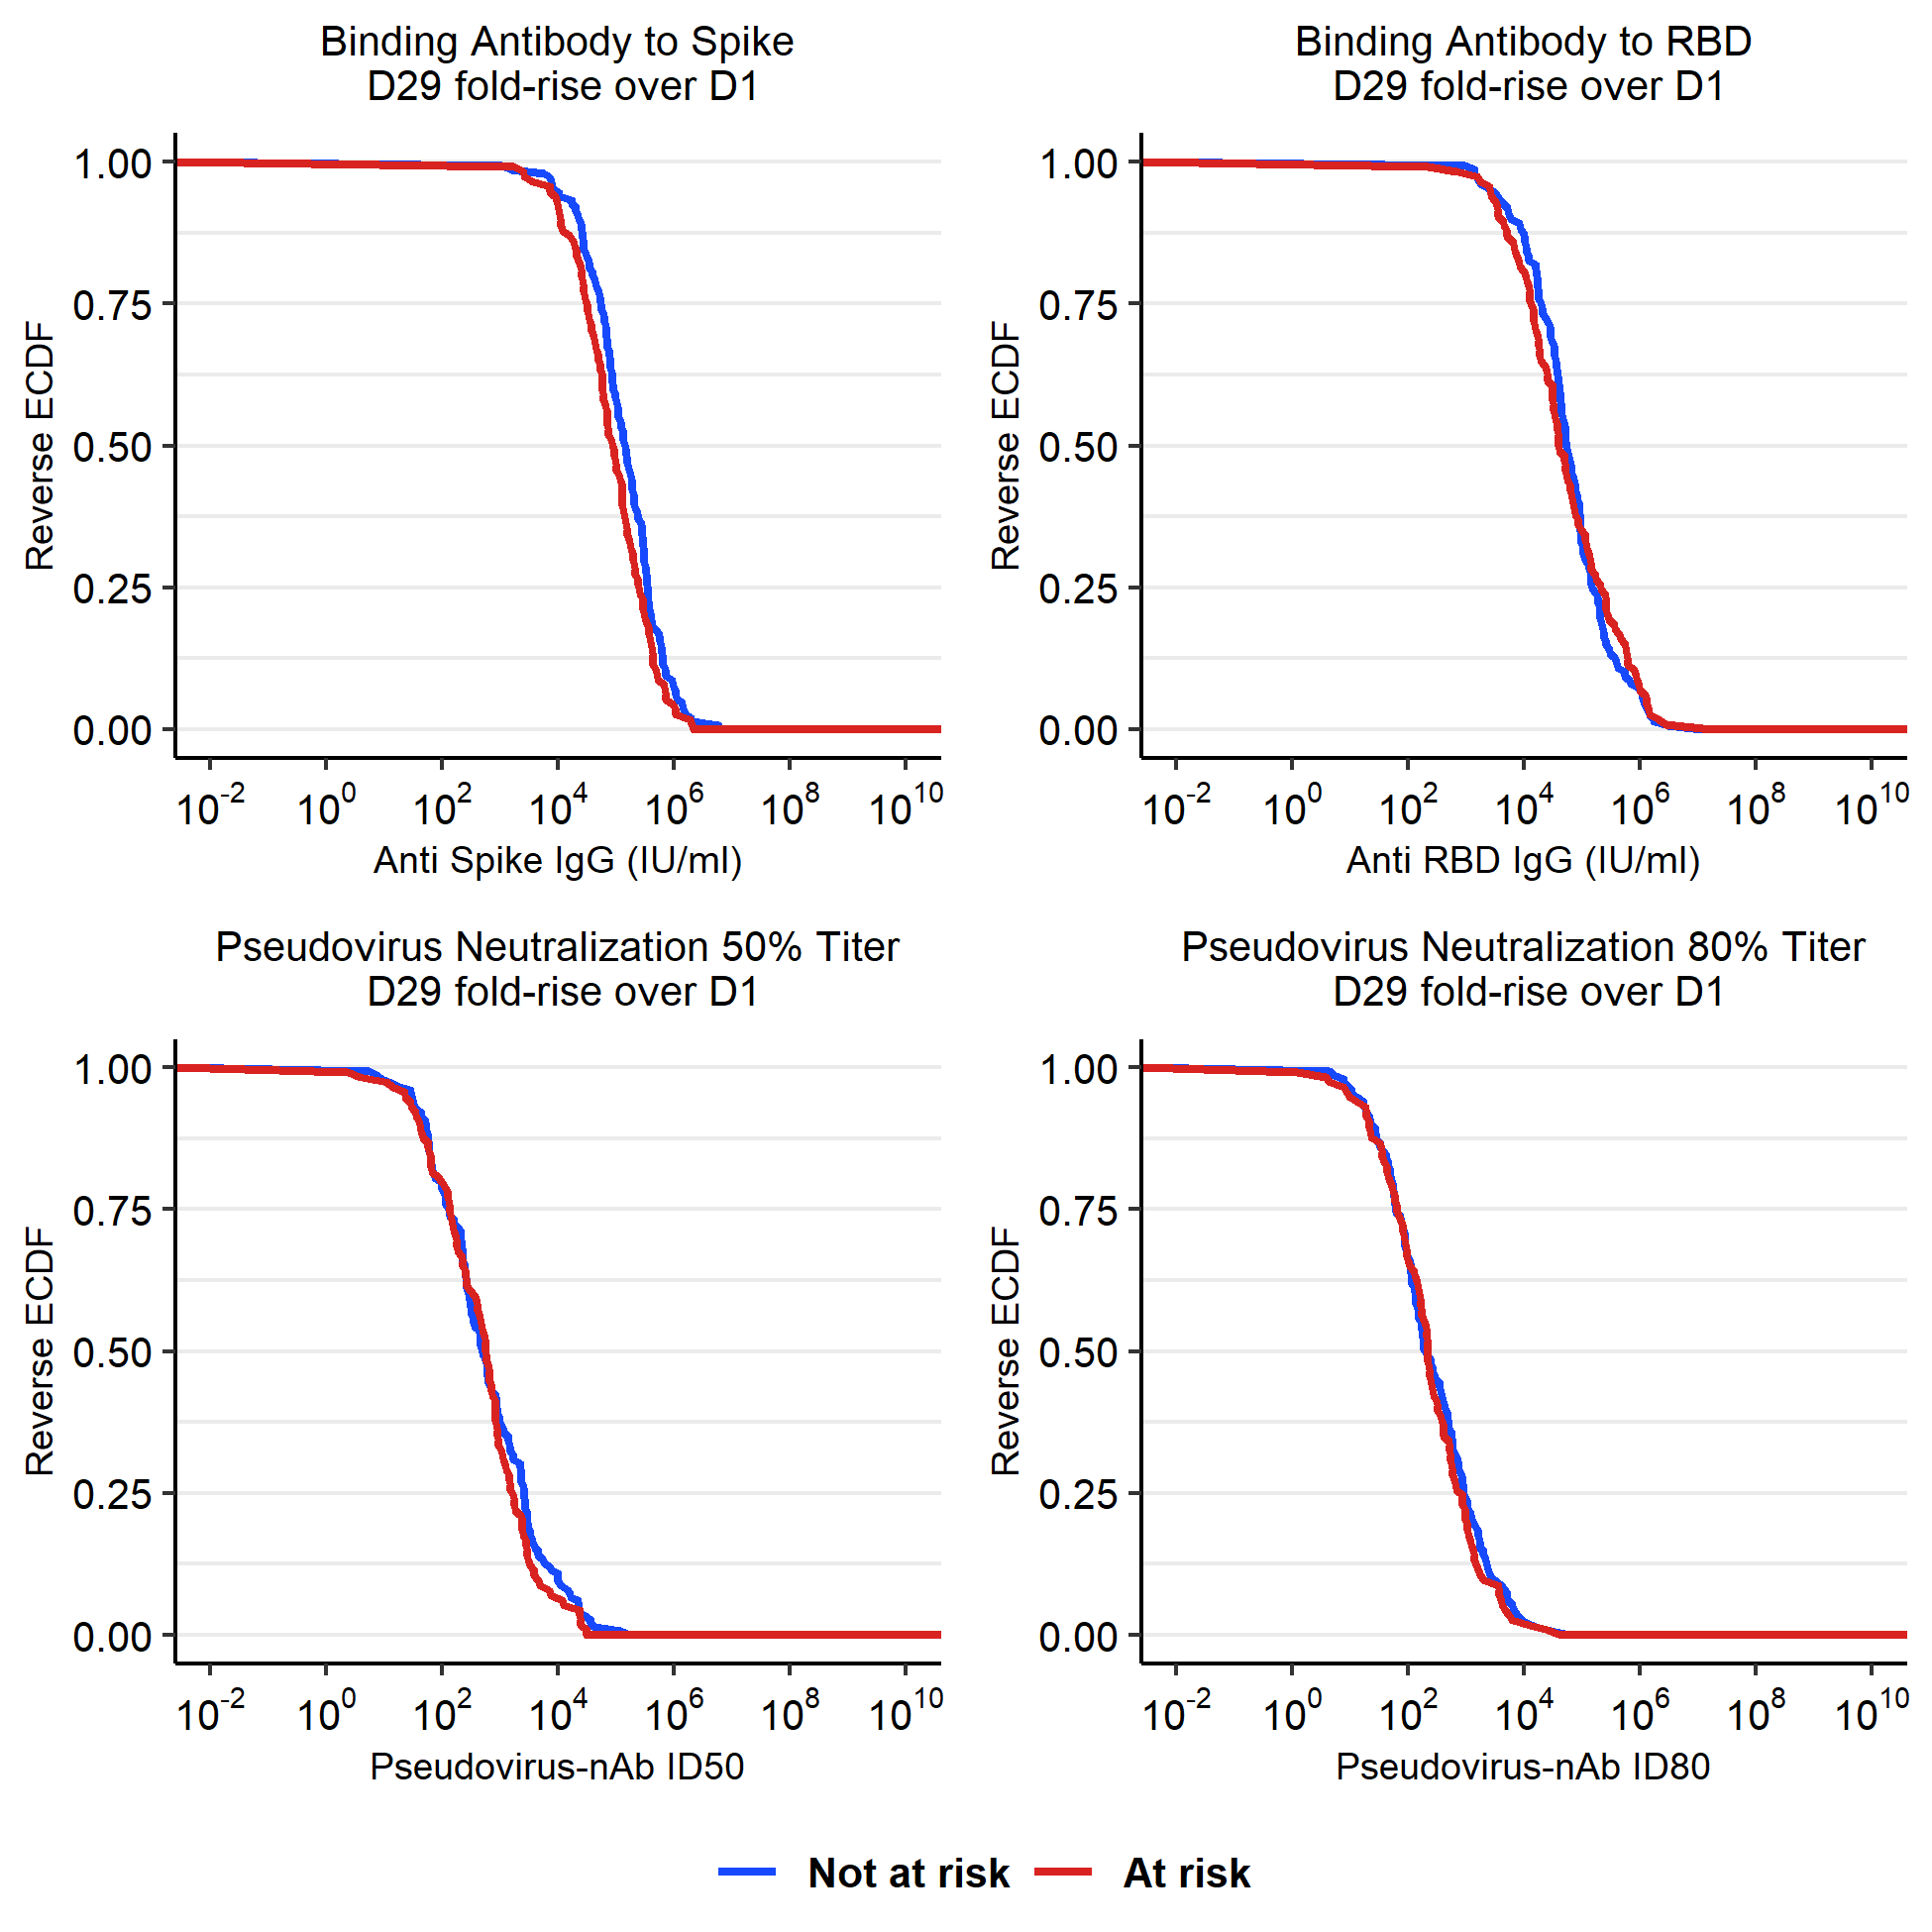 Binding Antibody to Spike
D29 fold-rise over D1
Reverse ECDF
1.00
0.75
0.50
0.25
0.00
10^-2 10^0 10^2 10^4 10^6 10^8 10^10
Anti Spike IgG (IU/ml)
Binding Antibody to RBD
D29 fold-rise over D1
Reverse ECDF
1.00
0.75
0.50
0.25
0.00
10^-2 10^0 10^2 10^4 10^6 10^8 10^10
Anti RBD IgG (IU/ml)
Pseudovirus Neutralization 50% Titer
D29 fold-rise over D1
Reverse ECDF
1.00
0.75
0.50
0.25
0.00
10^-2 10^0 10^2 10^4 10^6 10^8 10^10
Pseudovirus-nAb ID50
Pseudovirus Neutralization 80% Titer
D29 fold-rise over D1
Reverse ECDF
1.00
0.75
0.50
0.25
0.00
10^-2 10^0 10^2 10^4 10^6 10^8 10^10
Pseudovirus-nAb ID80
Not at risk At risk